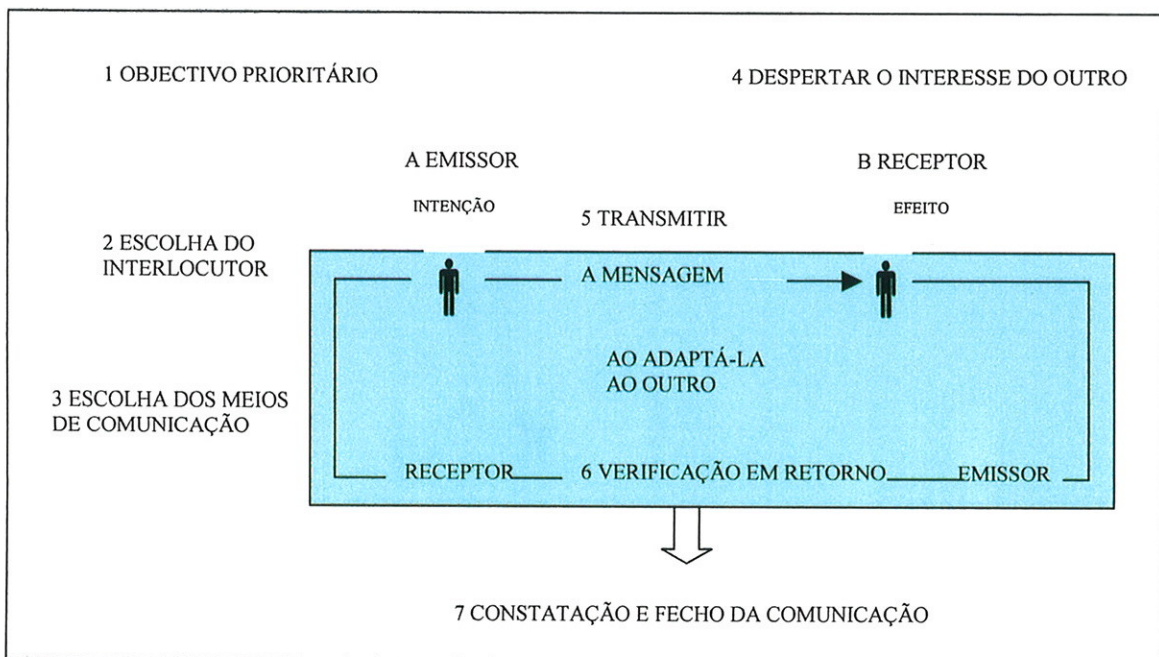 1 OBJECTIVO PRIORITÁRIO
4 DESPERTAR O INTERESSE DO OUTRO
A EMISSOR
B RECEPTOR
INTENÇÃO
EFEITO
5 TRANSMITIR
2 ESCOLHA DO
INTERLOCUTOR
A MENSAGEM
AO ADAPTÁ-LA
AO OUTRO
3 ESCOLHA DOS MEIOS
DE COMUNICAÇÃO
RECEPTOR
6 VERIFICAÇÃO EM RETORNO
EMISSOR
7 CONSTATAÇÃO E FECHO DA COMUNICAÇÃO